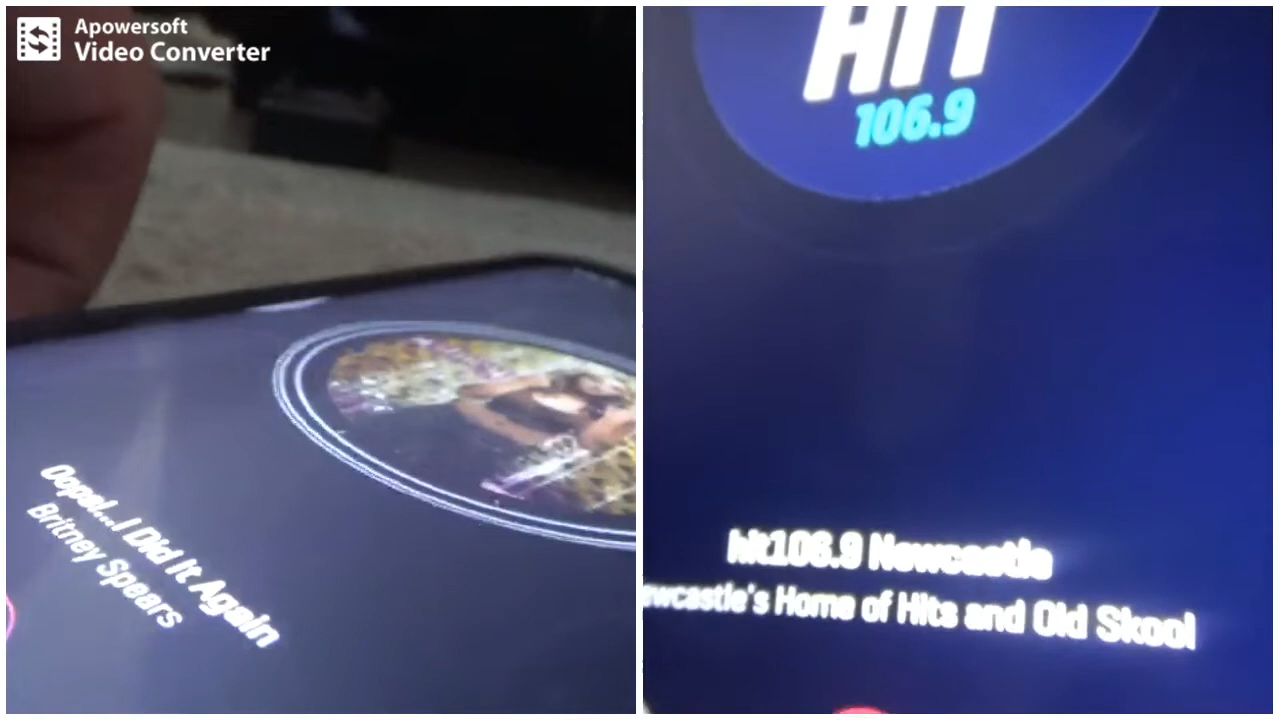 Apowersoft
Video Converter
Oops!...I Did It Again
Britney Spears
HIT
106.9
hit106.9 Newcastle
ewcastle's Home of Hits and Old Skool